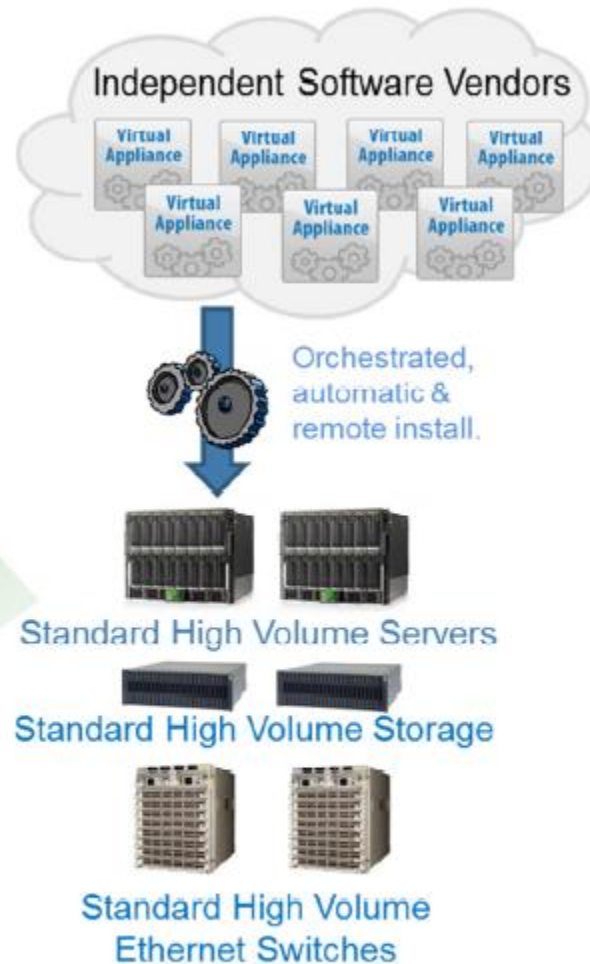 Independent Software Vendors
Virtual
Appliance
Virtual
Appliance
Virtual
Appliance
Virtual
Appliance
Virtual
Appliance
Virtual
Appliance
Virtual
Appliance
Orchestrated,
automatic &
remote install.
Standard High Volume Servers
Standard High Volume Storage
Standard High Volume
Ethernet Switches